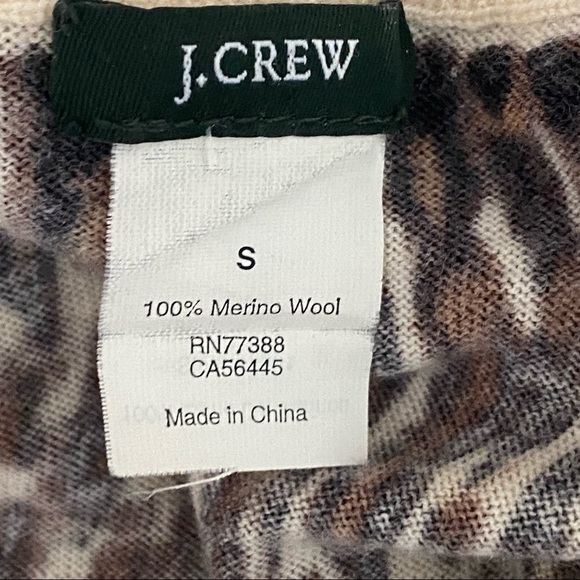 J.CREW
S
100% Merino Wool
RN77388
CA56445
Made in China